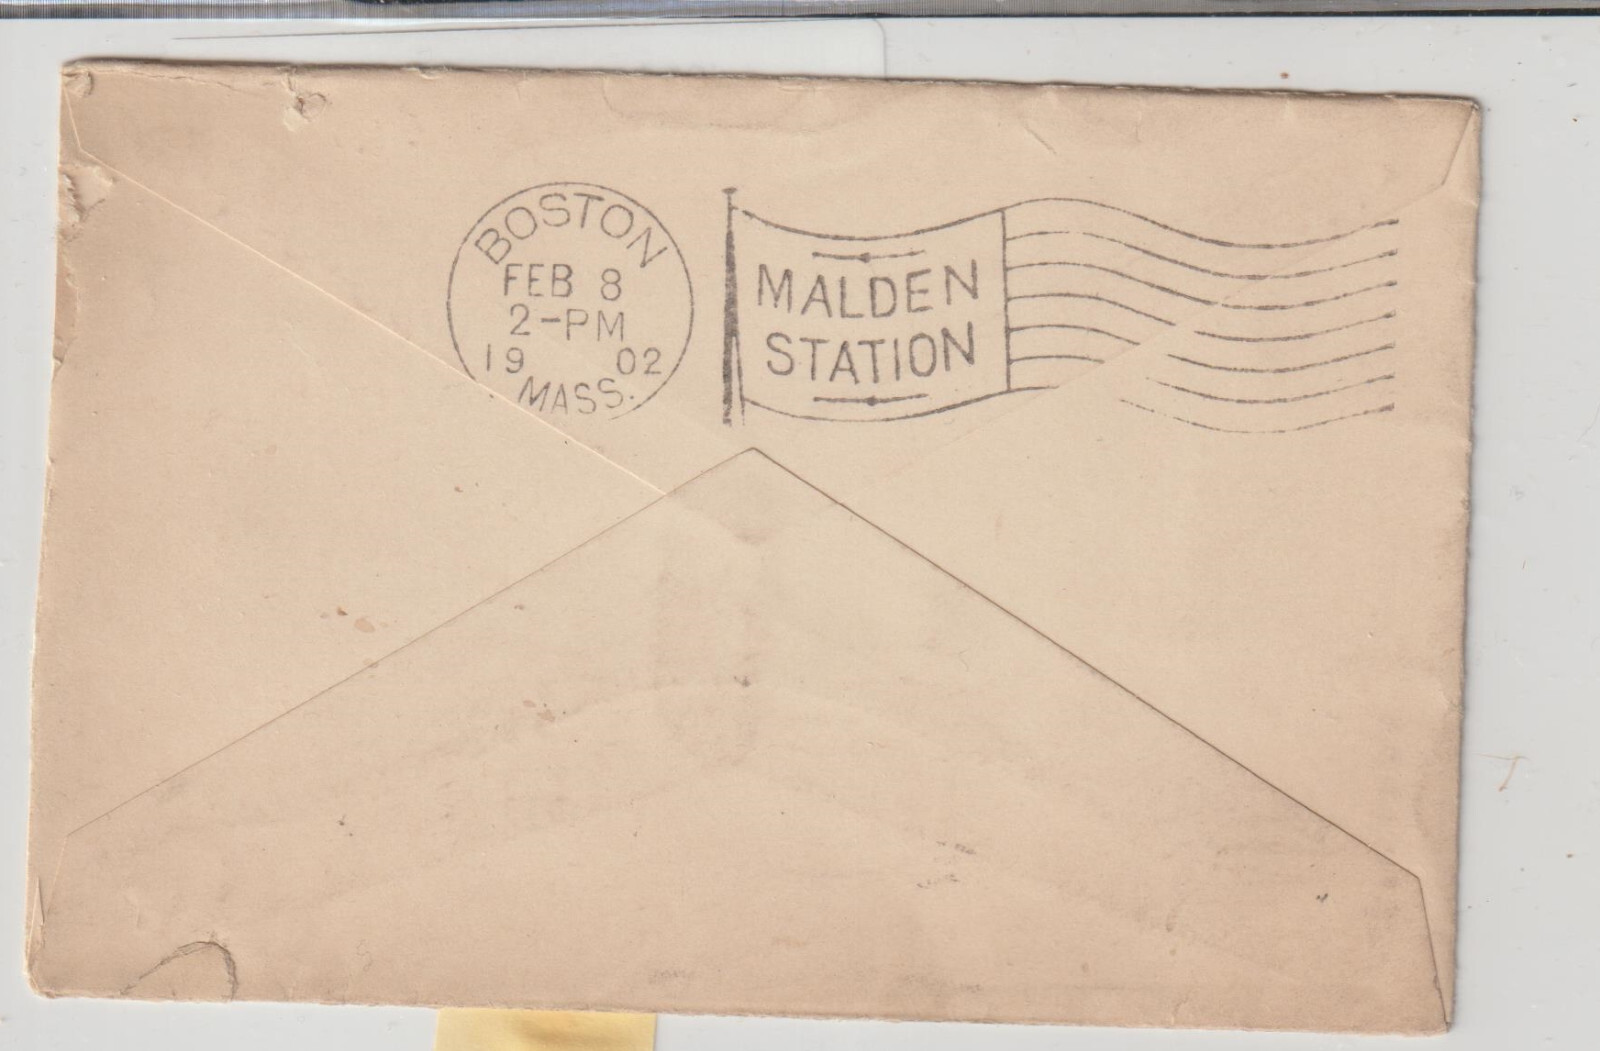 BOSTON
FEB 8
2-PM
19 02
MASS.
MALDEN
STATION